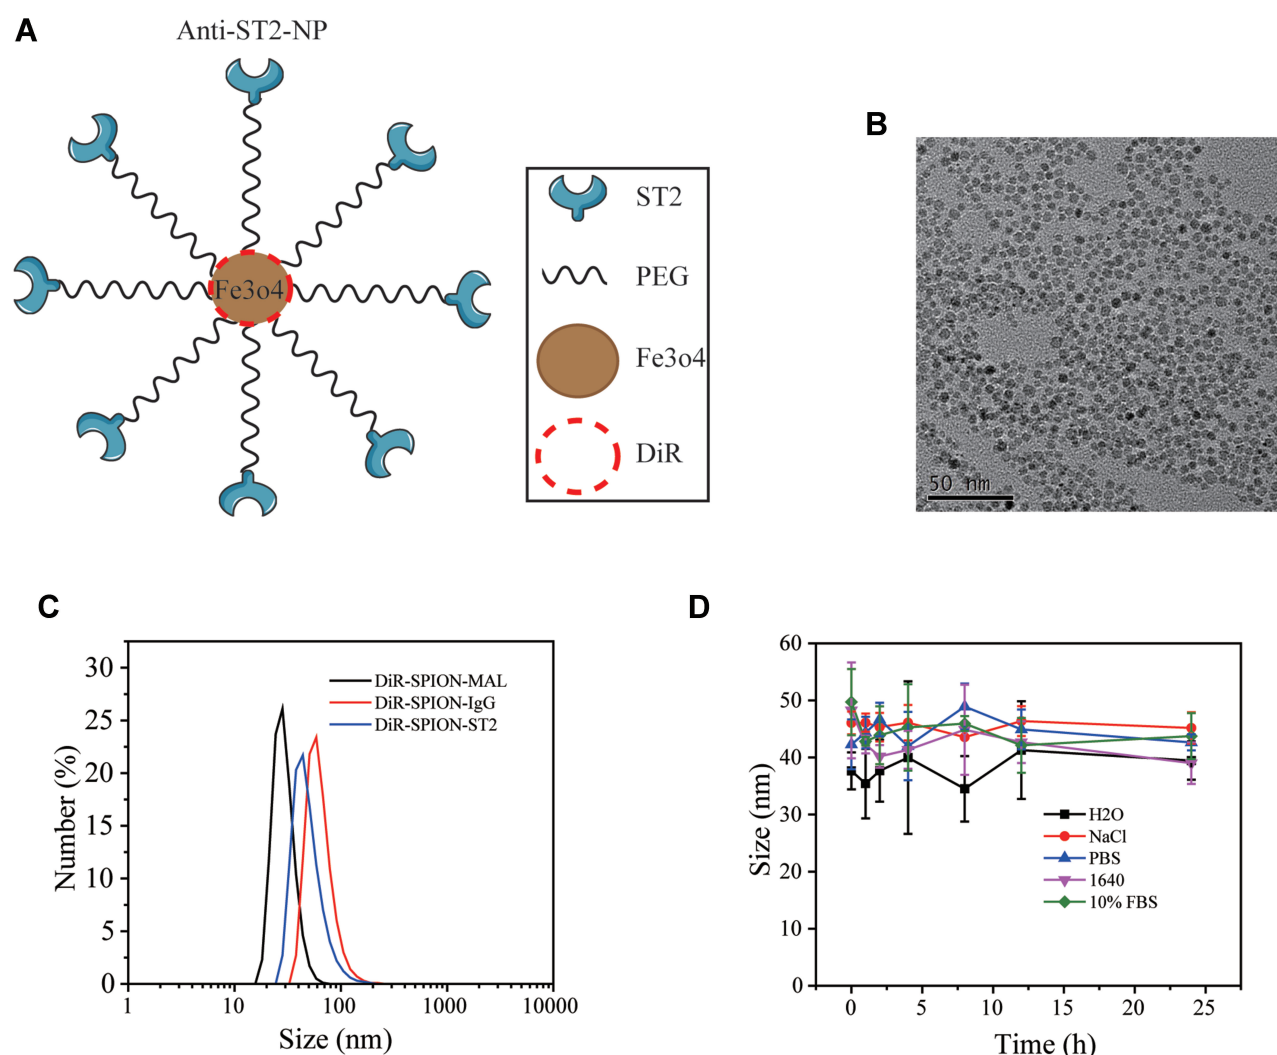 A
Anti-ST2-NP
Fe3o4
ST2
PEG
Fe3o4
DiR
B
50 nm
C
30
25
20
15
10
5
0
Number (%)
DiR-SPION-MAL
DiR-SPION-IgG
DiR-SPION-ST2
1
10
100
1000
10000
Size (nm)
D
60
50
40
30
20
10
0
Size (nm)
H2O
NaCl
PBS
1640
10% FBS
0
5
10
15
20
25
Time (h)